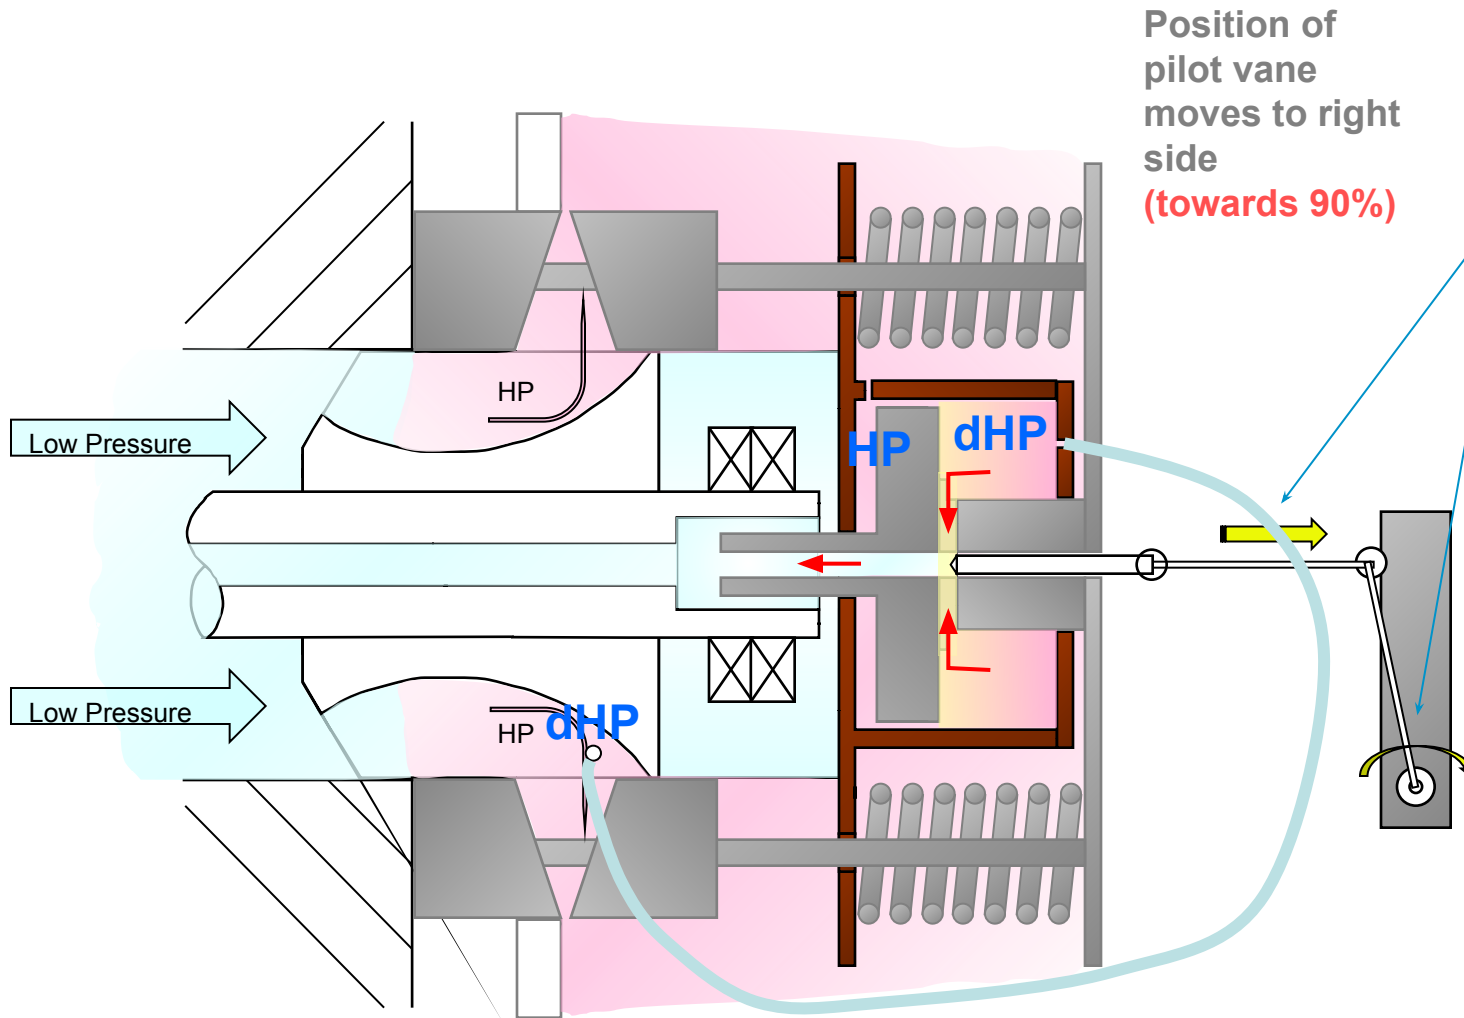 Position of
pilot vane
moves to right
side
(towards 90%)
HP
Low Pressure
HP
dHP
Low Pressure
HP
dHP